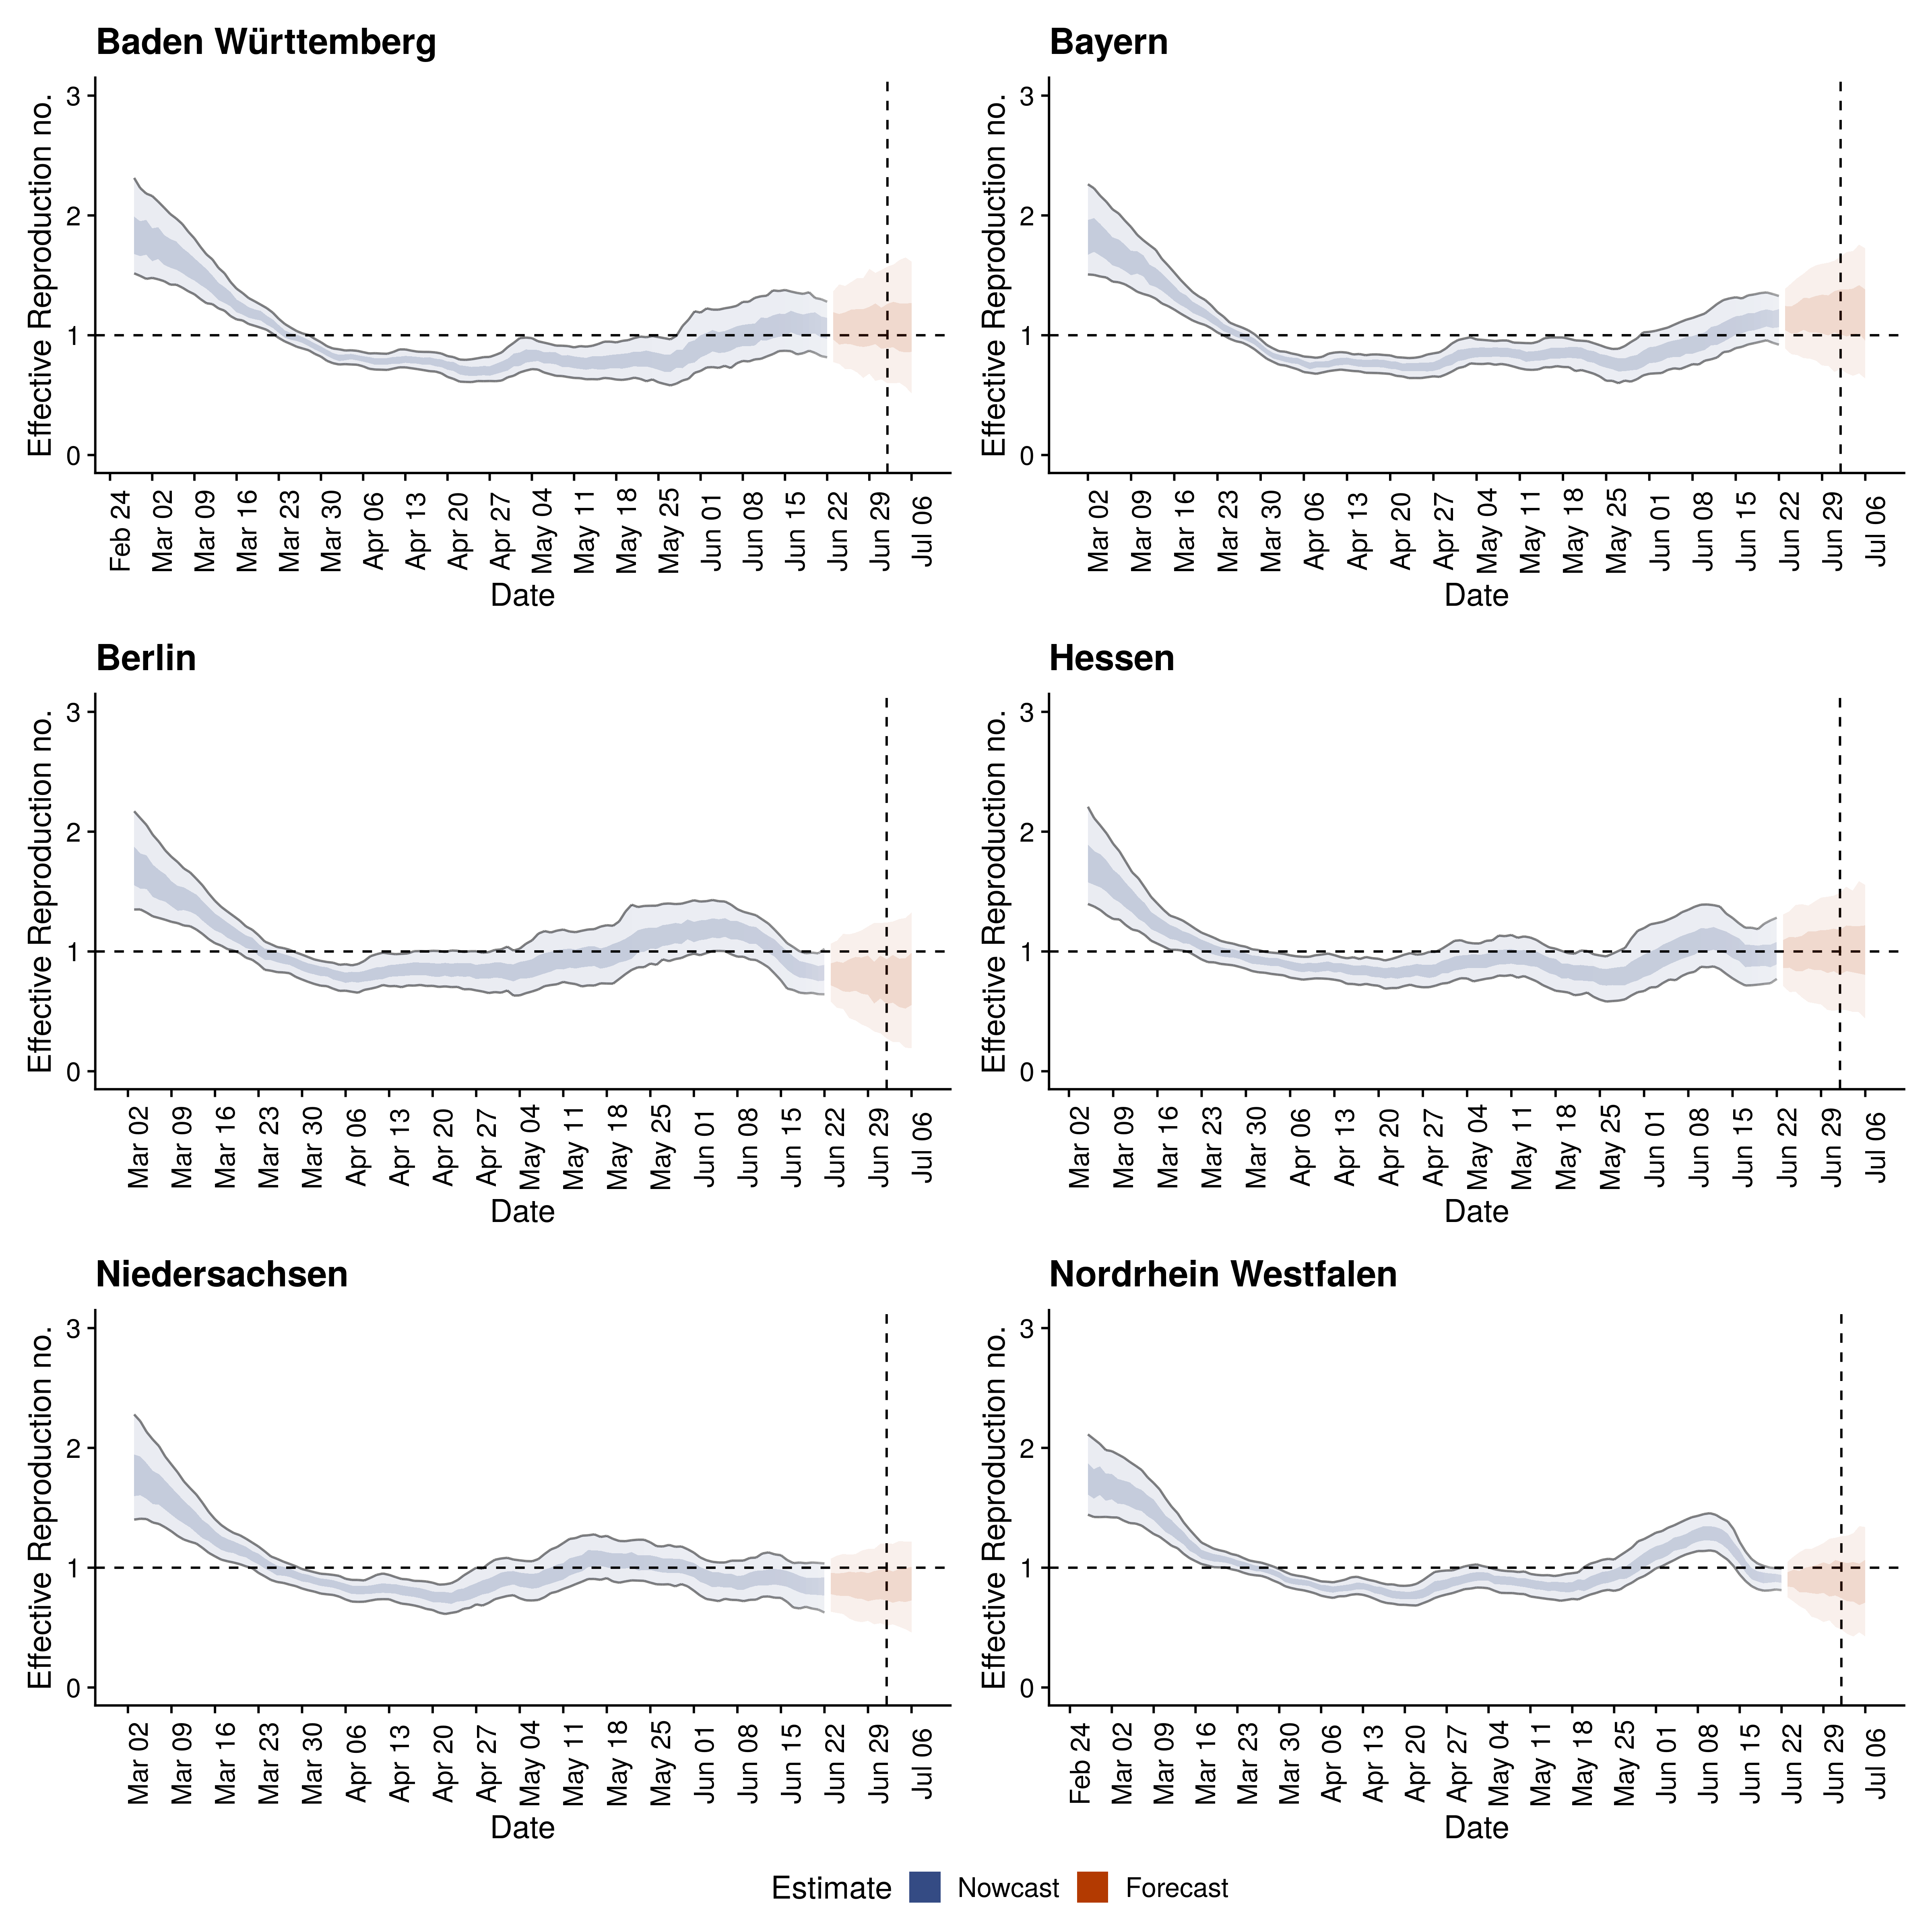 Baden Württemberg
Effective Reproduction no.
3
2
1
0
Feb 24
Mar 02
Mar 09
Mar 16
Mar 23
Mar 30
Apr 06
Apr 13
Apr 20
Apr 27
May 04
May 11
May 18
May 25
Jun 01
Jun 08
Jun 15
Jun 22
Jun 29
Jul 06
Date
Bayern
Effective Reproduction no.
3
2
1
0
Mar 02
Mar 09
Mar 16
Mar 23
Mar 30
Apr 06
Apr 13
Apr 20
Apr 27
May 04
May 11
May 18
May 25
Jun 01
Jun 08
Jun 15
Jun 22
Jun 29
Jul 06
Date
Berlin
Effective Reproduction no.
3
2
1
0
Mar 02
Mar 09
Mar 16
Mar 23
Mar 30
Apr 06
Apr 13
Apr 20
Apr 27
May 04
May 11
May 18
May 25
Jun 01
Jun 08
Jun 15
Jun 22
Jun 29
Jul 06
Date
Hessen
Effective Reproduction no.
3
2
1
0
Mar 02
Mar 09
Mar 16
Mar 23
Mar 30
Apr 06
Apr 13
Apr 20
Apr 27
May 04
May 11
May 18
May 25
Jun 01
Jun 08
Jun 15
Jun 22
Jun 29
Jul 06
Date
Niedersachsen
Effective Reproduction no.
3
2
1
0
Mar 02
Mar 09
Mar 16
Mar 23
Mar 30
Apr 06
Apr 13
Apr 20
Apr 27
May 04
May 11
May 18
May 25
Jun 01
Jun 08
Jun 15
Jun 22
Jun 29
Jul 06
Date
Nordrhein Westfalen
Effective Reproduction no.
3
2
1
0
Feb 24
Mar 02
Mar 09
Mar 16
Mar 23
Mar 30
Apr 06
Apr 13
Apr 20
Apr 27
May 04
May 11
May 18
May 25
Jun 01
Jun 08
Jun 15
Jun 22
Jun 29
Jul 06
Date
Estimate Nowcast Forecast